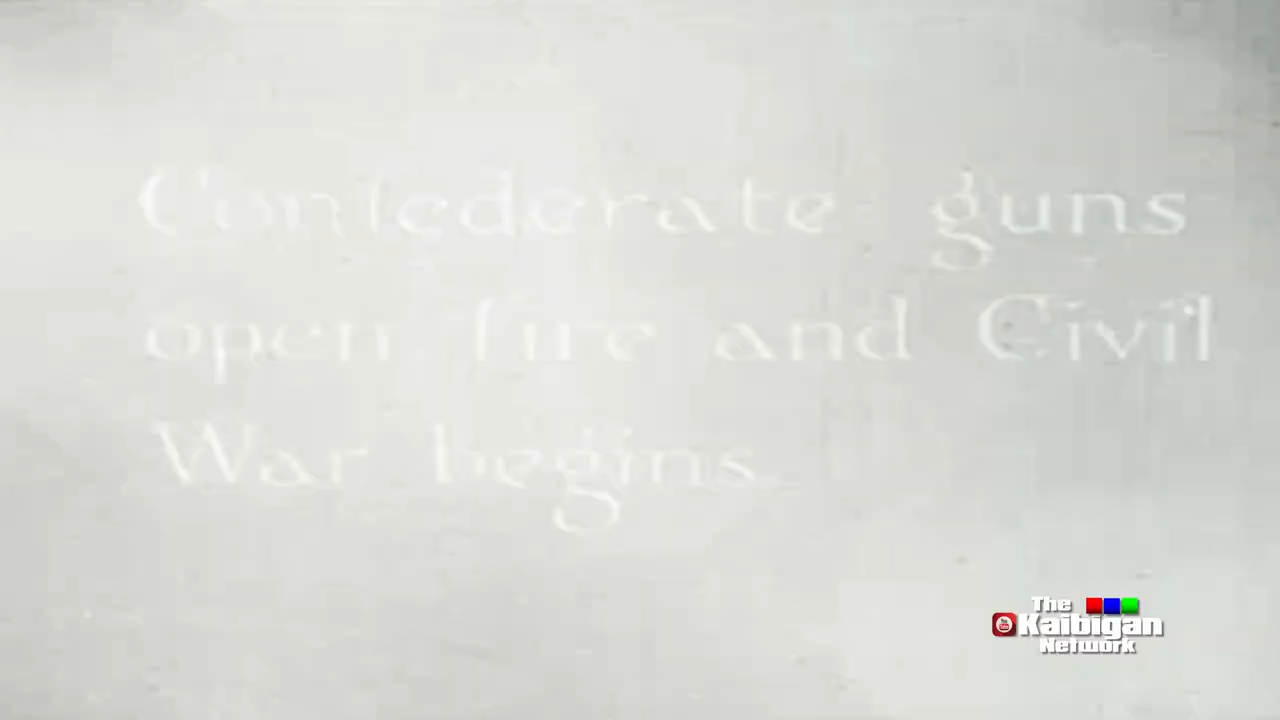 Confederate guns
open fire and Civil
War begins.
The
Kaibigan
Network